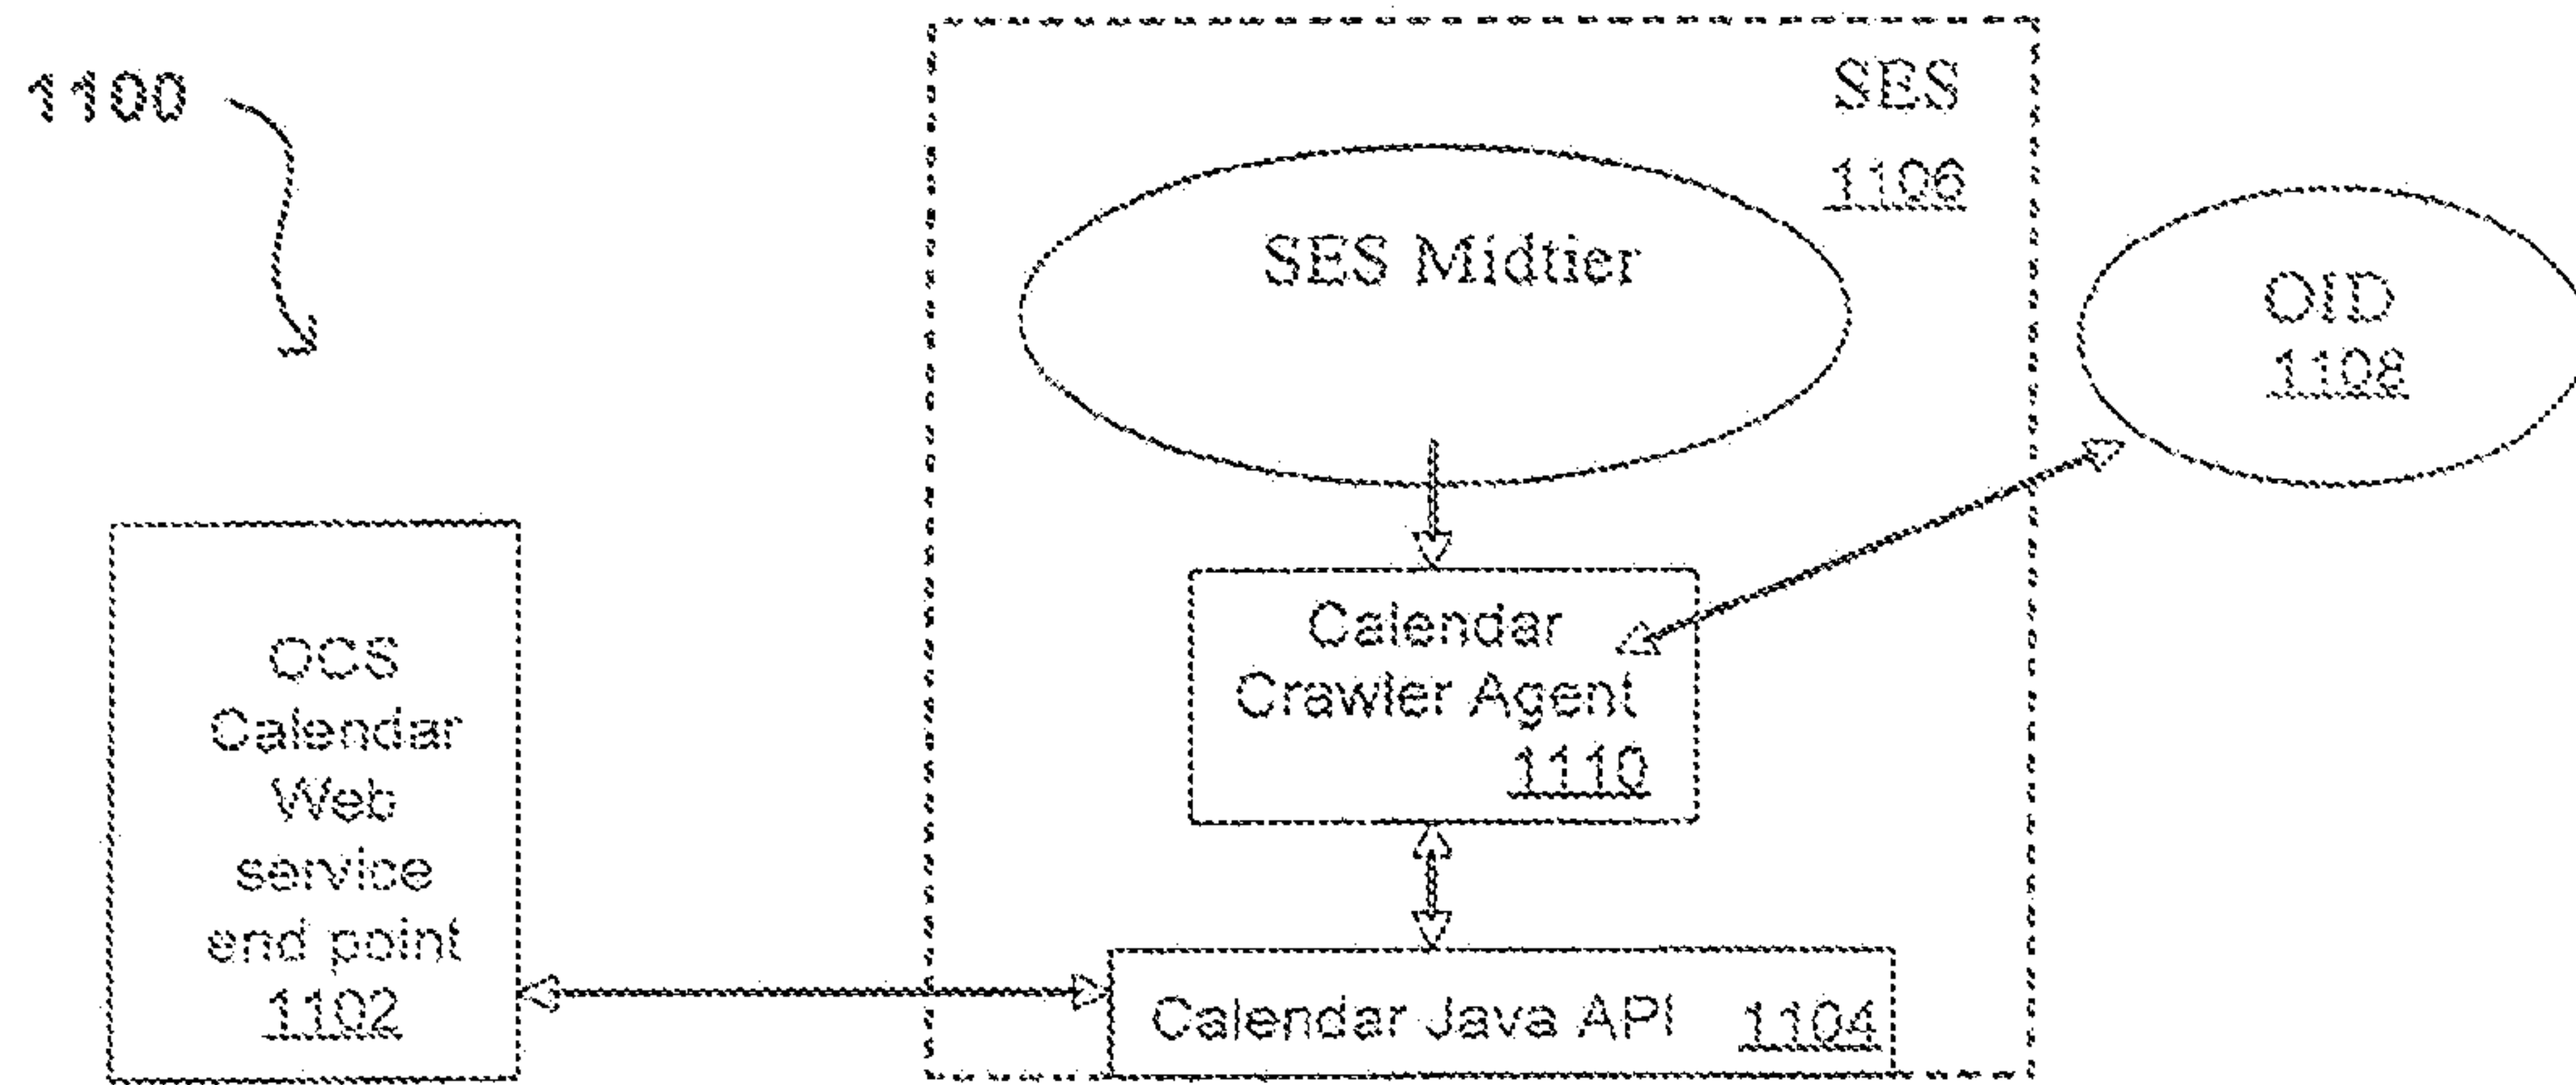 1100
SES
1106
SES Midtier
OID
1108
Calendar
Crawler Agent
1110
OCS
Calendar
Web
service
end point
1102
Calendar Java API 1104